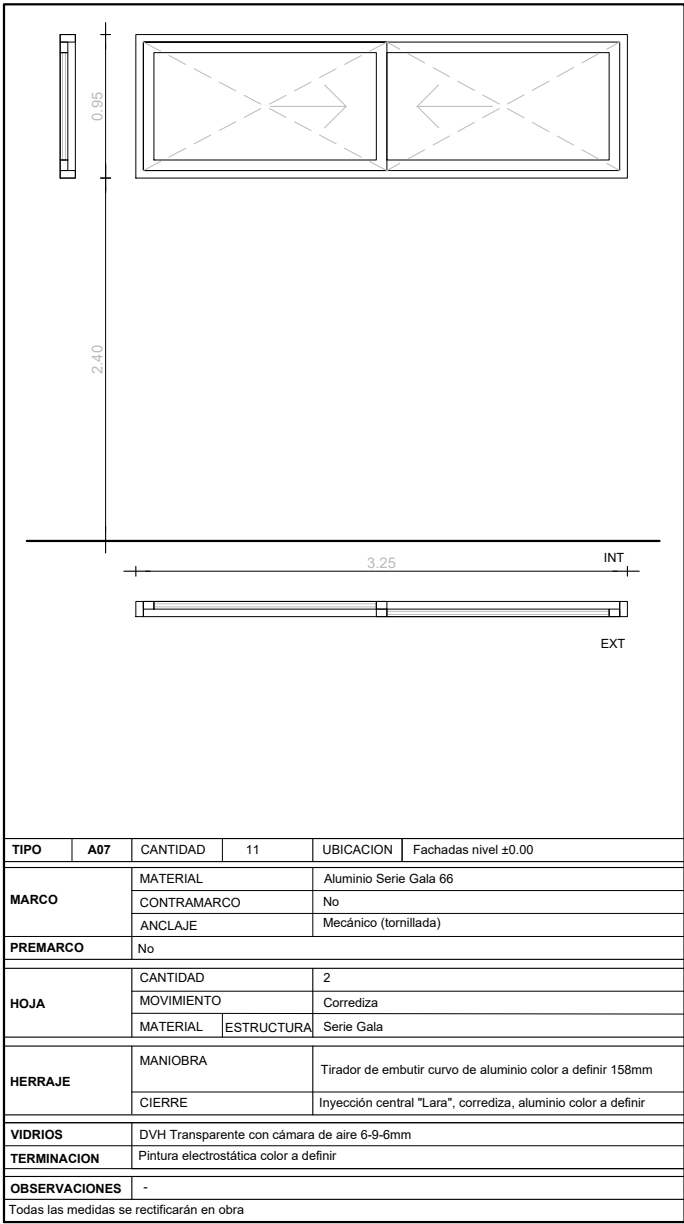 0.95
2.40
3.25
INT
EXT
TIPO A07 CANTIDAD 11 UBICACION Fachadas nivel ±0.00
MARCO
MATERIAL Aluminio Serie Gala 66
CONTRAMARCO No
ANCLAJE Mecánico (tornillada)
PREMARCO No
HOJA
CANTIDAD 2
MOVIMIENTO Corrediza
MATERIAL ESTRUCTURA Serie Gala
HERRAJE
MANIOBRA Tirador de embutir curvo de aluminio color a definir 158mm
CIERRE Inyección central "Lara", corrediza, aluminio color a definir
VIDRIOS DVH Transparente con cámara de aire 6-9-6mm
TERMINACION Pintura electrostática color a definir
OBSERVACIONES -
Todas las medidas se rectificarán en obra